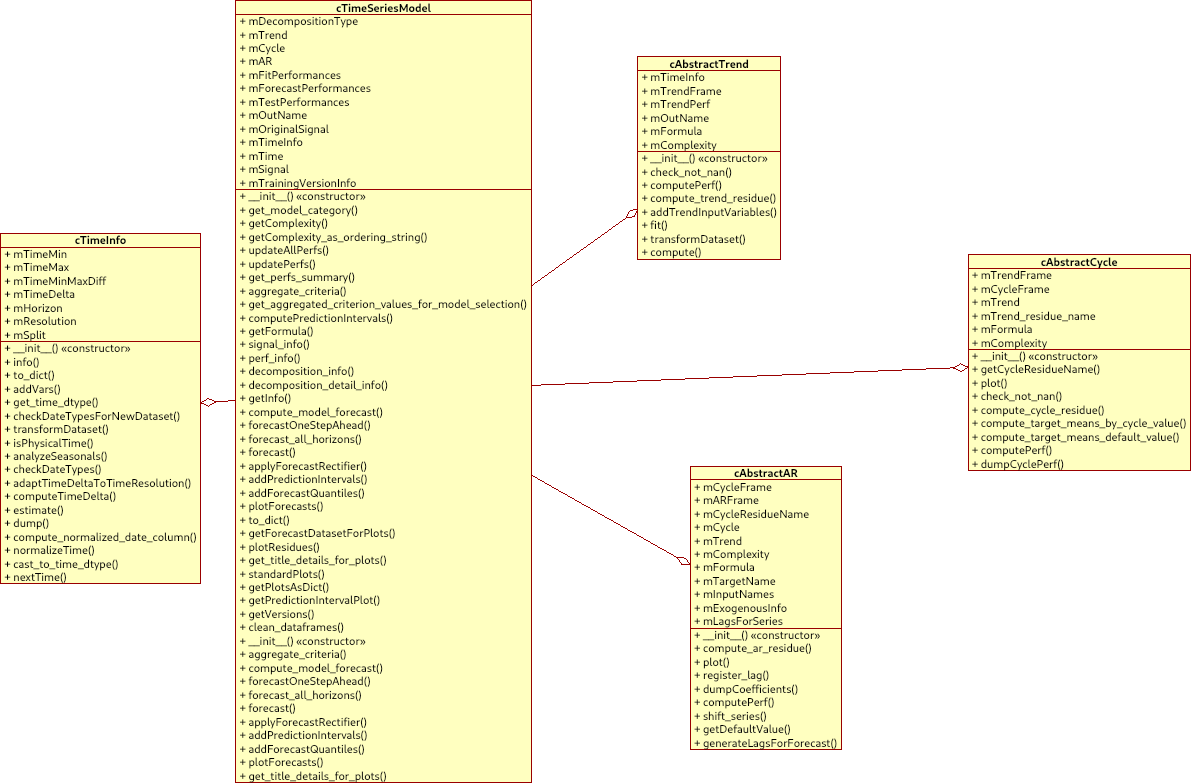 cTimeSeriesModel
+ mDecompositionType
+ mTrend
+ mCycle
+ mAR
+ mFitPerformances
+ mForecastPerformances
+ mTestPerformances
+ mOutName
+ mOriginalSignal
+ mTimeInfo
+ mTime
+ mSignal
+ mTrainingVersionInfo
+ __init__() «constructor»
+ get_model_category()
+ getComplexity()
+ getComplexity_as_ordering_string()
+ updateAllPerfs()
+ updatePerfs()
+ get_perfs_summary()
+ aggregate_criteria()
+ get_aggregated_criterion_values_for_model_selection()
+ computePredictionIntervals()
+ getFormula()
+ signal_info()
+ perf_info()
+ decomposition_info()
+ decomposition_detail_info()
+ getInfo()
+ compute_model_forecast()
+ forecastOneStepAhead()
+ forecast_all_horizons()
+ forecast()
+ applyForecastRectifier()
+ addPredictionIntervals()
+ addForecastQuantiles()
+ plotForecasts()
+ to_dict()
+ getForecastDatasetForPlots()
+ plotResidues()
+ get_title_details_for_plots()
+ standardPlots()
+ getPlotsAsDict()
+ getPredictionIntervalPlot()
+ getVersions()
+ clean_dataframes()
+ __init__() «constructor»
+ aggregate_criteria()
+ compute_model_forecast()
+ forecastOneStepAhead()
+ forecast_all_horizons()
+ forecast()
+ applyForecastRectifier()
+ addPredictionIntervals()
+ addForecastQuantiles()
+ plotForecasts()
+ get_title_details_for_plots()
cAbstractTrend
+ mTimeInfo
+ mTrendFrame
+ mTrendPerf
+ mOutName
+ mFormula
+ mComplexity
+ __init__() «constructor»
+ check_not_nan()
+ computePerf()
+ compute_trend_residue()
+ addTrendInputVariables()
+ fit()
+ transformDataset()
+ compute()
cTimeInfo
+ mTimeMin
+ mTimeMax
+ mTimeMinMaxDiff
+ mTimeDelta
+ mHorizon
+ mResolution
+ mSplit
+ __init__() «constructor»
+ info()
+ to_dict()
+ addVars()
+ get_time_dtype()
+ checkDateTypesForNewDataset()
+ transformDataset()
+ isPhysicalTime()
+ analyzeSeasonals()
+ checkDateTypes()
+ adaptTimeDeltaToTimeResolution()
+ computeTimeDelta()
+ estimate()
+ dump()
+ compute_normalized_date_column()
+ normalizeTime()
+ cast_to_time_dtype()
+ nextTime()
cAbstractCycle
+ mTrendFrame
+ mCycleFrame
+ mTrend
+ mTrend_residue_name
+ mFormula
+ mComplexity
+ __init__() «constructor»
+ getCycleResidueName()
+ plot()
+ check_not_nan()
+ compute_cycle_residue()
+ compute_target_means_by_cycle_value()
+ compute_target_means_default_value()
+ computePerf()
+ dumpCyclePerf()
cAbstractAR
+ mCycleFrame
+ mARFrame
+ mCycleResidueName
+ mCycle
+ mTrend
+ mComplexity
+ mFormula
+ mTargetName
+ mInputNames
+ mExogenousInfo
+ mLagsForSeries
+ __init__() «constructor»
+ compute_ar_residue()
+ plot()
+ register_lag()
+ dumpCoefficients()
+ computePerf()
+ shift_series()
+ getDefaultValue()
+ generateLagsForForecast()